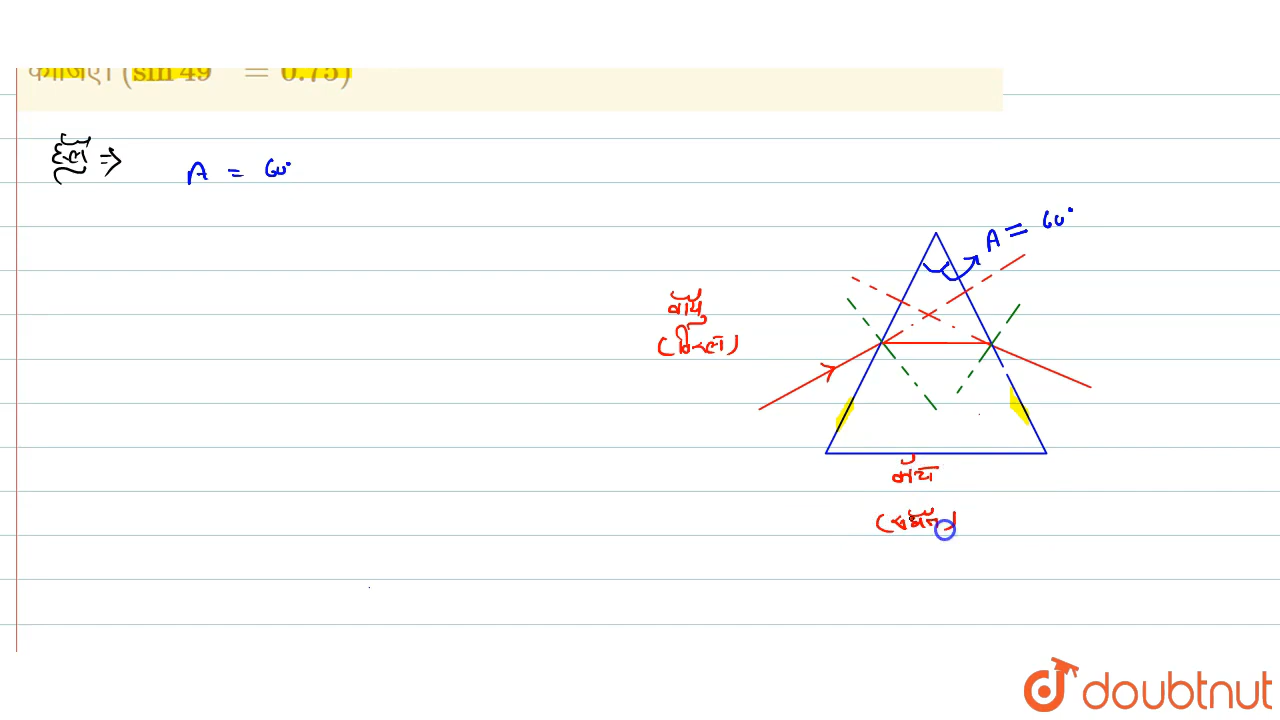 कीजिए। (sin 49° = 0.75)
हल ⇒
A = 60°
A = 60°
वायु
(विरल)
काँच
(सघन)
doubtnut